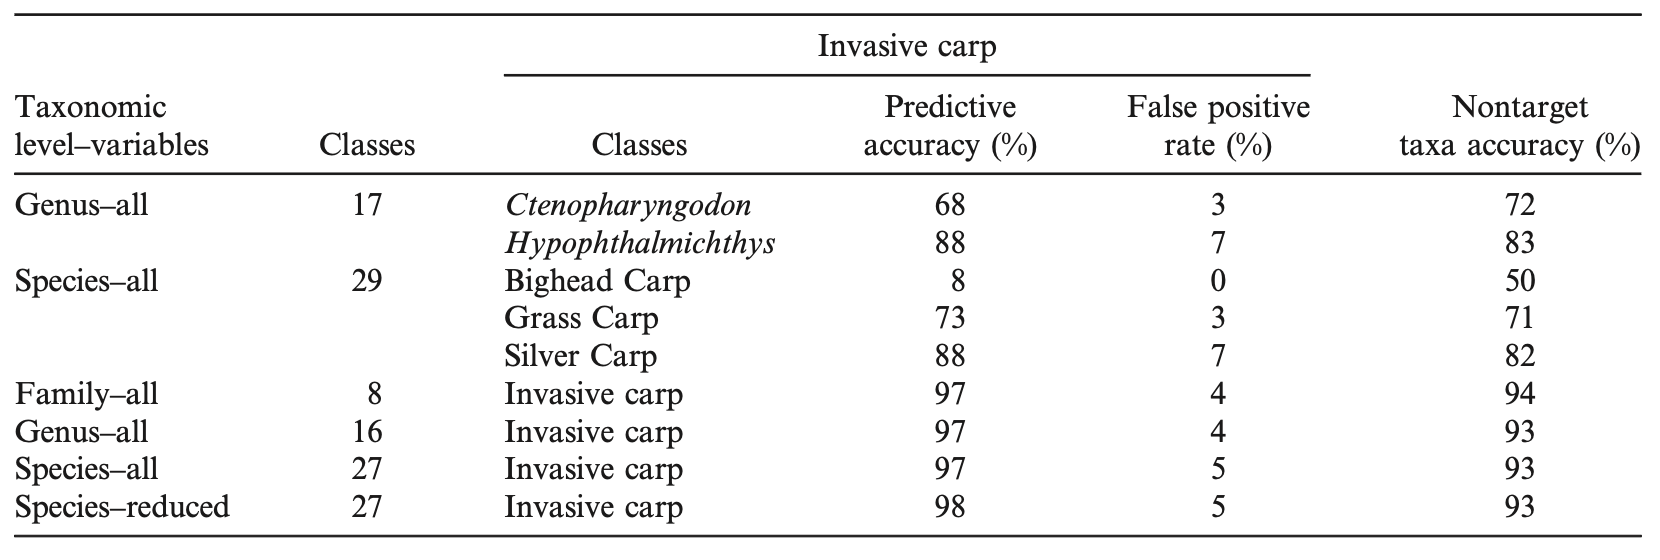 Invasive carp
Taxonomic level–variables Classes Classes Predictive accuracy (%) False positive rate (%) Nontarget taxa accuracy (%)
Genus–all 17 Ctenopharyngodon 68 3 72
Hypophthalmichthys 88 7 83
Species–all 29 Bighead Carp 8 0 50
Grass Carp 73 3 71
Silver Carp 88 7 82
Family–all 8 Invasive carp 97 4 94
Genus–all 16 Invasive carp 97 4 93
Species–all 27 Invasive carp 97 5 93
Species–reduced 27 Invasive carp 98 5 93